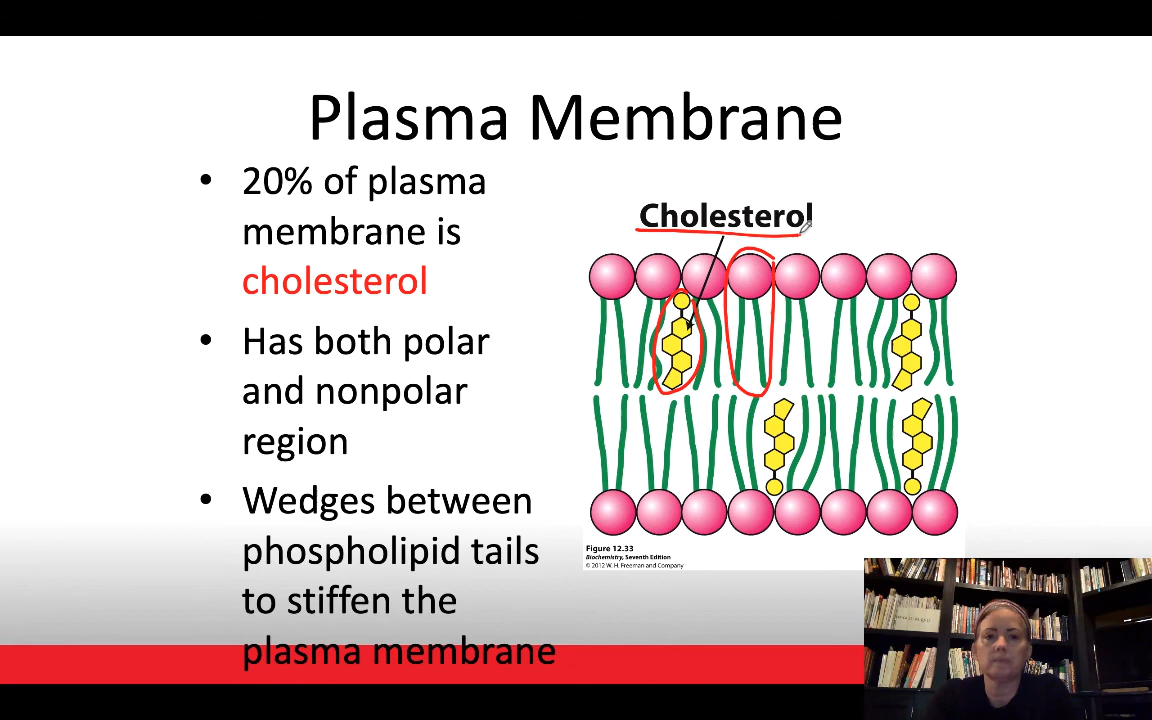 Plasma Membrane
• 20% of plasma
membrane is
cholesterol
• Has both polar
and nonpolar
region
• Wedges between
phospholipid tails
to stiffen the
plasma membrane
Cholesterol
Figure 12.33
Biochemistry, Seventh Edition
© 2012 W. H. Freeman and Company